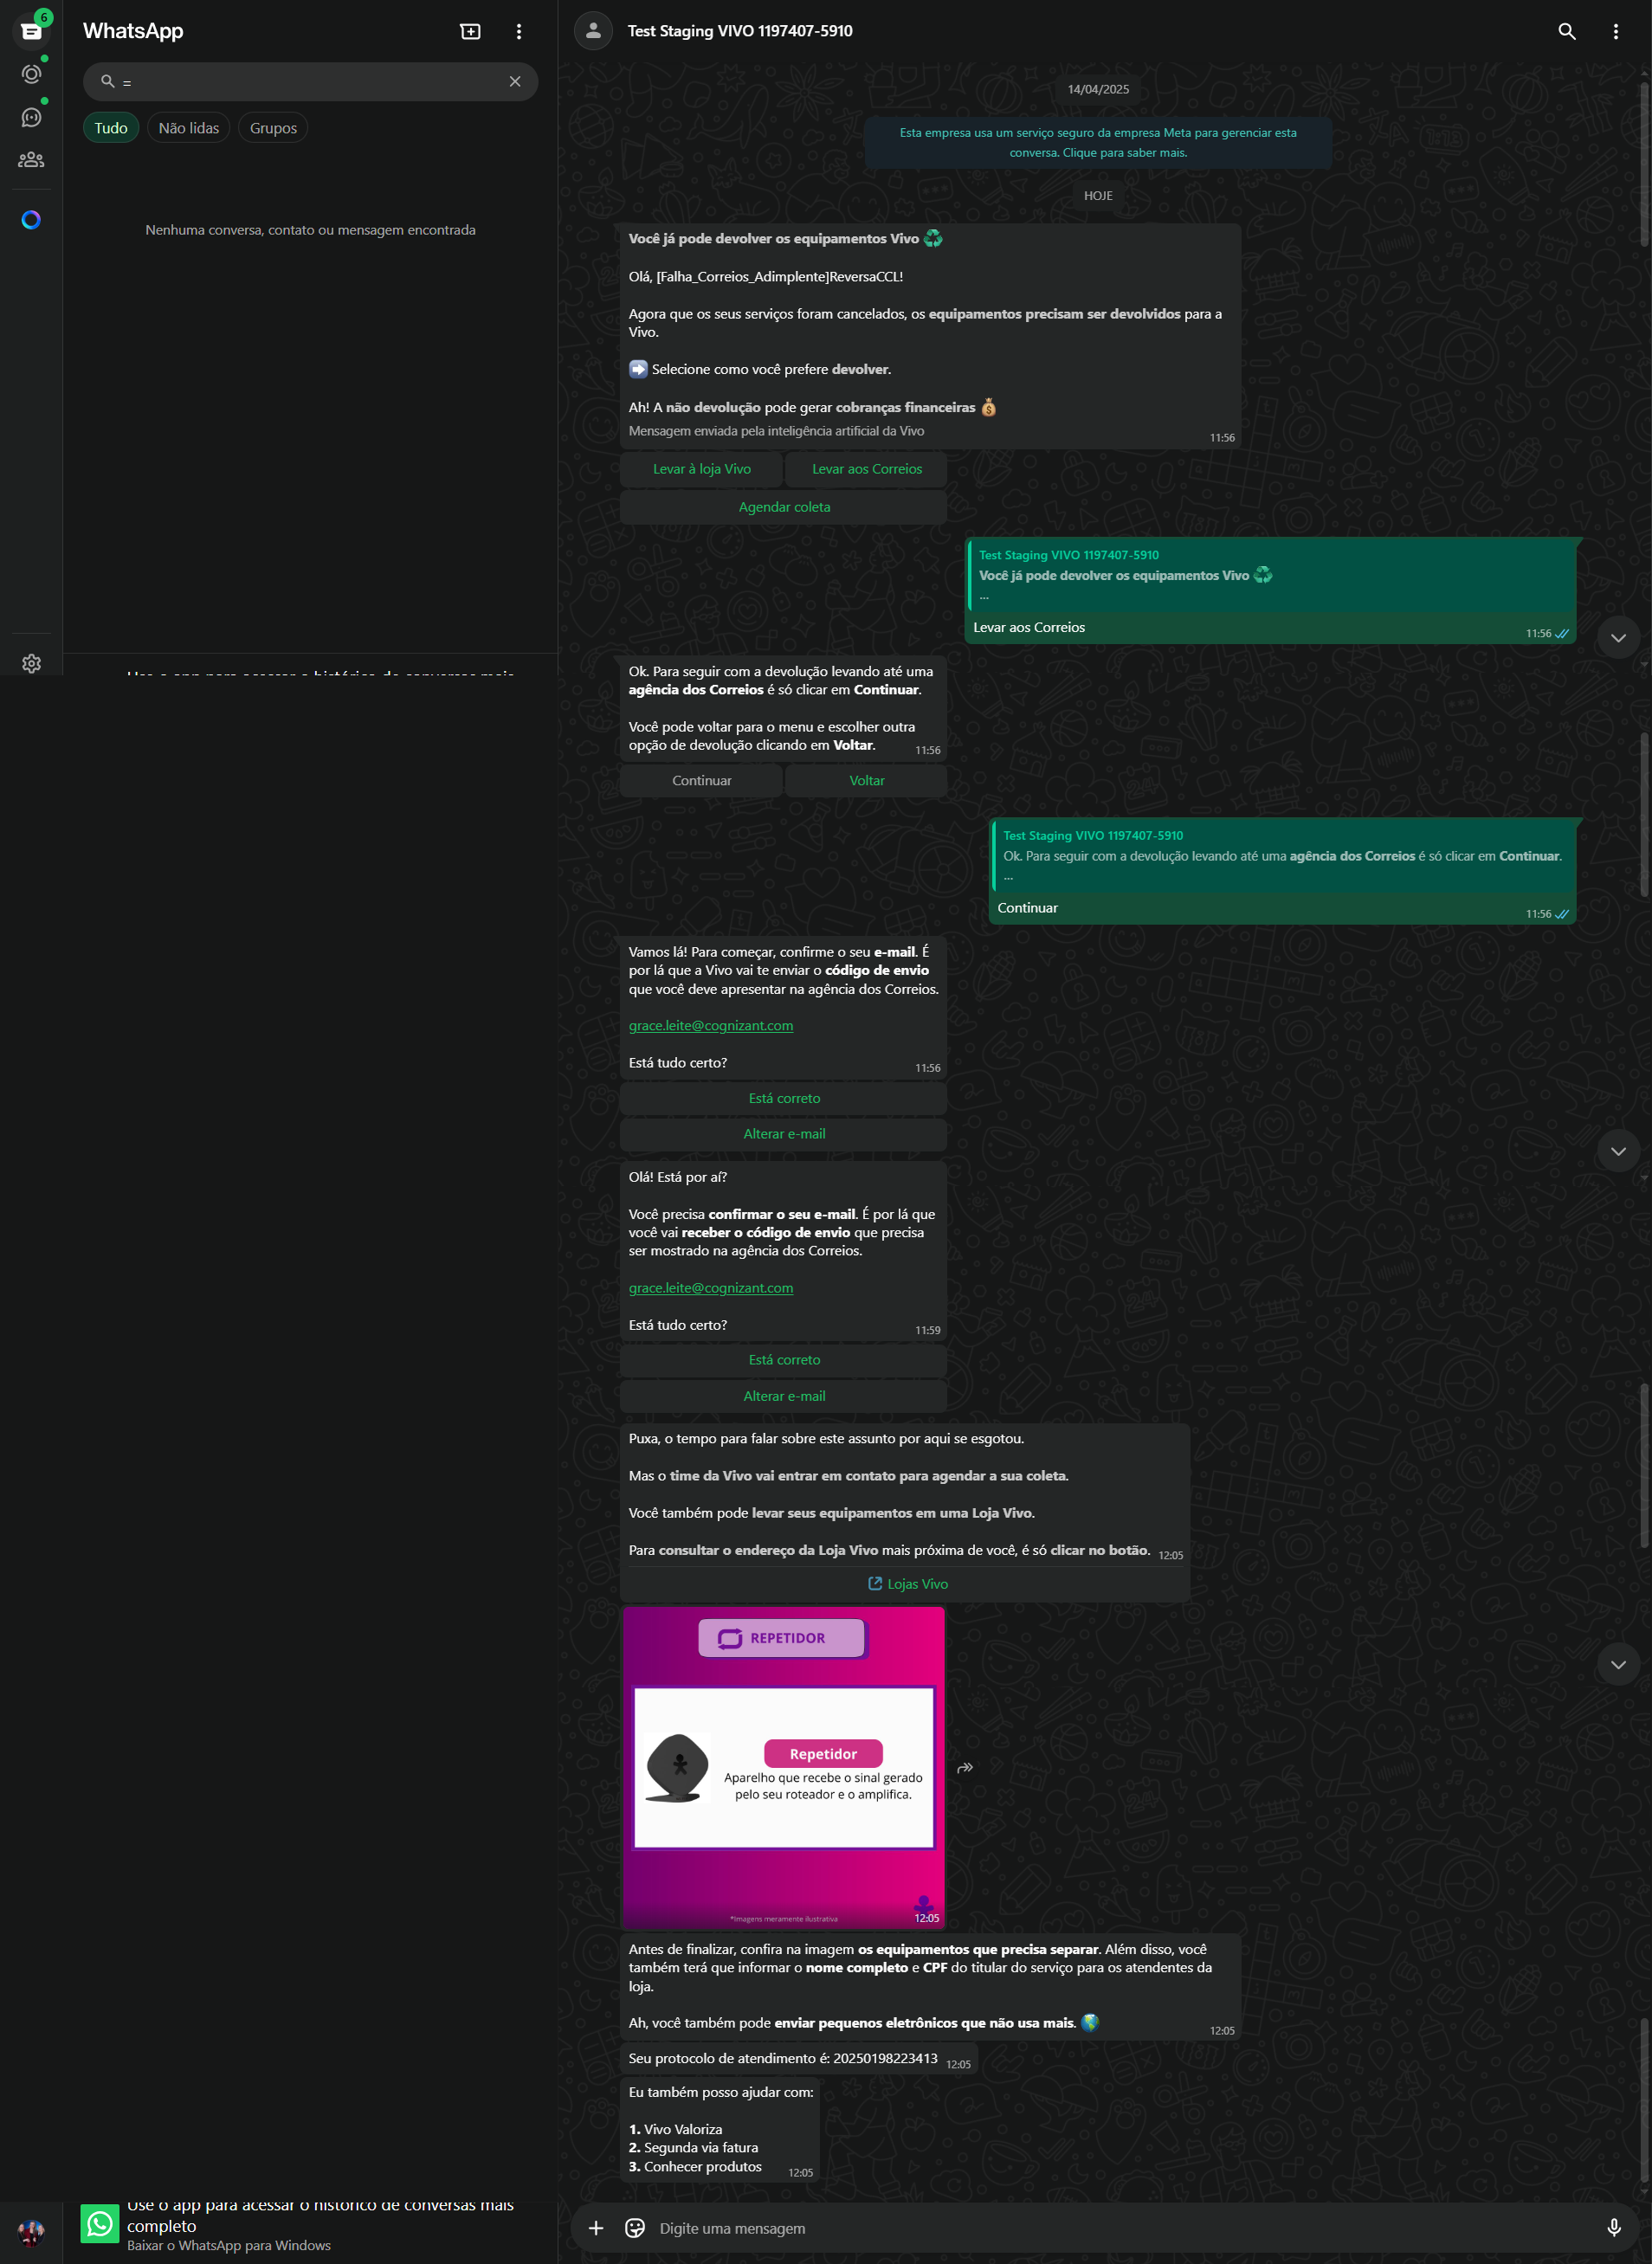 6
WhatsApp
=
Tudo
Não lidas
Grupos
Nenhuma conversa, contato ou mensagem encontrada
Test Staging VIVO 1197407-5910
14/04/2025
Esta empresa usa um serviço seguro da empresa Meta para gerenciar esta
conversa. Clique para saber mais.
HOJE
Você já pode devolver os equipamentos Vivo ♻️
Olá, [Falha_Correios_Adimplente]ReversaCCL!
Agora que os seus serviços foram cancelados, os equipamentos precisam ser devolvidos para a
Vivo.
➡️ Selecione como você prefere devolver.
Ah! A não devolução pode gerar cobranças financeiras 💰
Mensagem enviada pela inteligência artificial da Vivo
11:56
Levar à loja Vivo
Levar aos Correios
Agendar coleta
Test Staging VIVO 1197407-5910
Você já pode devolver os equipamentos Vivo ♻️
...
Levar aos Correios
11:56
Ok. Para seguir com a devolução levando até uma
agência dos Correios é só clicar em Continuar.
Você pode voltar para o menu e escolher outra
opção de devolução clicando em Voltar.
11:56
Continuar
Voltar
Test Staging VIVO 1197407-5910
Ok. Para seguir com a devolução levando até uma agência dos Correios é só clicar em Continuar.
...
Continuar
11:56
Vamos lá! Para começar, confirme o seu e-mail. É
por lá que a Vivo vai te enviar o código de envio
que você deve apresentar na agência dos Correios.
grace.leite@cognizant.com
Está tudo certo?
11:56
Está correto
Alterar e-mail
Olá! Está por aí?
Você precisa confirmar o seu e-mail. É por lá que
você vai receber o código de envio que precisa
ser mostrado na agência dos Correios.
grace.leite@cognizant.com
Está tudo certo?
11:59
Está correto
Alterar e-mail
Puxa, o tempo para falar sobre este assunto por aqui se esgotou.
Mas o time da Vivo vai entrar em contato para agendar a sua coleta.
Você também pode levar seus equipamentos em uma Loja Vivo.
Para consultar o endereço da Loja Vivo mais próxima de você, é só clicar no botão.
12:05
Lojas Vivo
REPETIDOR
Repetidor
Aparelho que recebe o sinal gerado
pelo seu roteador e o amplifica.
*Imagens meramente ilustrativa
12:05
Antes de finalizar, confira na imagem os equipamentos que precisa separar. Além disso, você
também terá que informar o nome completo e CPF do titular do serviço para os atendentes da
loja.
Ah, você também pode enviar pequenos eletrônicos que não usa mais. 🌎
12:05
Seu protocolo de atendimento é: 20250198223413
12:05
Eu também posso ajudar com:
1. Vivo Valoriza
2. Segunda via fatura
3. Conhecer produtos
12:05
Use o app para acessar o histórico de conversas mais
completo
Baixar o WhatsApp para Windows
Digite uma mensagem